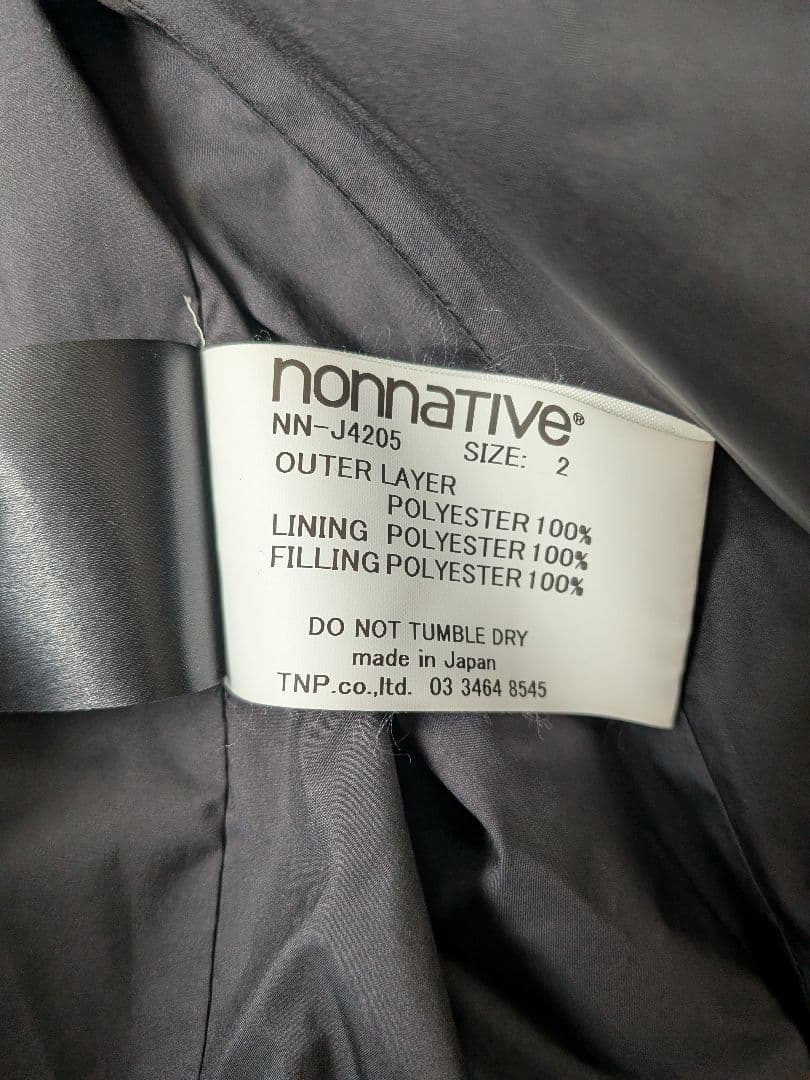 nonnaTIVe®
NN-J4205 SIZE: 2
OUTER LAYER
POLYESTER 100%
LINING POLYESTER 100%
FILLING POLYESTER 100%
DO NOT TUMBLE DRY
made in Japan
TNP.co.,ltd. 03 3464 8545